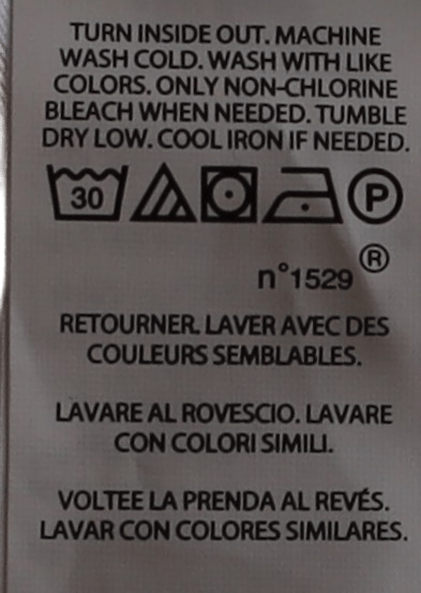 TURN INSIDE OUT. MACHINE
WASH COLD. WASH WITH LIKE
COLORS. ONLY NON-CHLORINE
BLEACH WHEN NEEDED. TUMBLE
DRY LOW. COOL IRON IF NEEDED.
30 P
®
n°1529
RETOURNER. LAVER AVEC DES
COULEURS SEMBLABLES.
LAVARE AL ROVESCIO. LAVARE
CON COLORI SIMILI.
VOLTEE LA PRENDA AL REVÉS.
LAVAR CON COLORES SIMILARES.